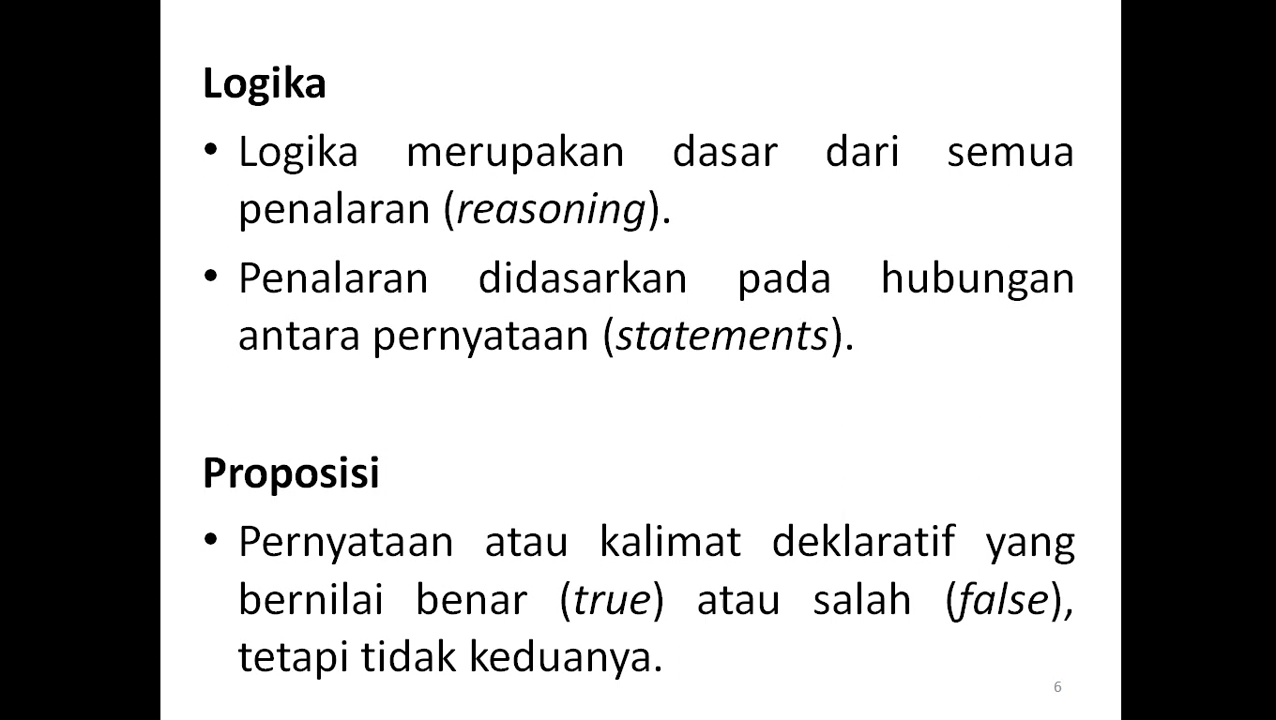 Logika
• Logika merupakan dasar dari semua
penalaran (reasoning).
• Penalaran didasarkan pada hubungan
antara pernyataan (statements).
Proposisi
• Pernyataan atau kalimat deklaratif yang
bernilai benar (true) atau salah (false),
tetapi tidak keduanya.
6